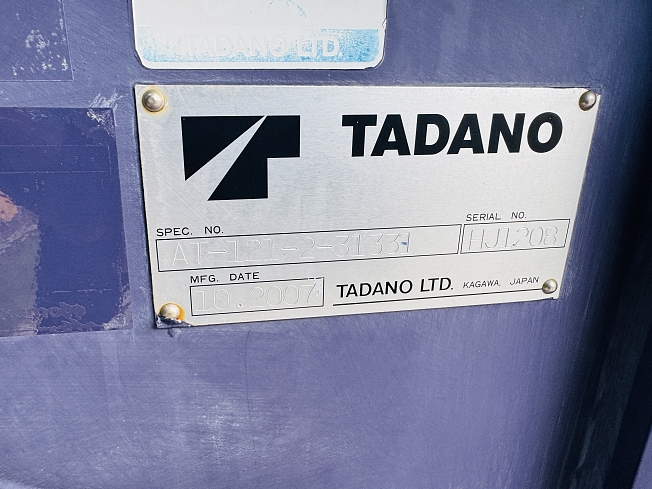 TADANO LTD.
TADANO
SPEC. NO.
SERIAL NO.
AT-121-2-31331
HJ1208
MFG. DATE
10.2007
TADANO LTD. KAGAWA, JAPAN